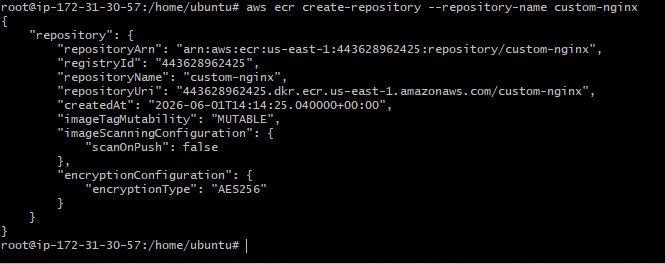 root@ip-172-31-30-57:/home/ubuntu# aws ecr create-repository --repository-name custom-nginx
{
    "repository": {
        "repositoryArn": "arn:aws:ecr:us-east-1:443628962425:repository/custom-nginx",
        "registryId": "443628962425",
        "repositoryName": "custom-nginx",
        "repositoryUri": "443628962425.dkr.ecr.us-east-1.amazonaws.com/custom-nginx",
        "createdAt": "2026-06-01T14:14:25.040000+00:00",
        "imageTagMutability": "MUTABLE",
        "imageScanningConfiguration": {
            "scanOnPush": false
        },
        "encryptionConfiguration": {
            "encryptionType": "AES256"
        }
    }
}
root@ip-172-31-30-57:/home/ubuntu#